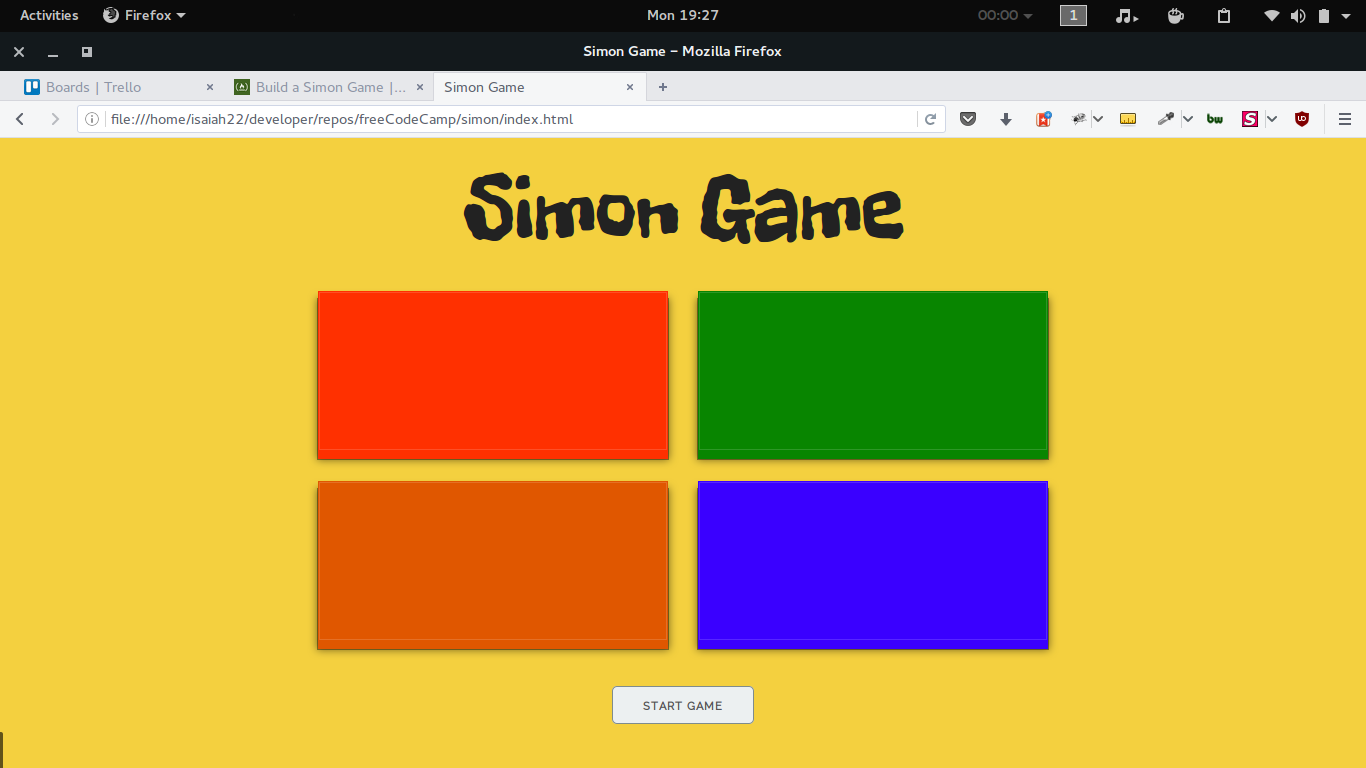 Activities Firefox Mon 19:27 00:00 1
Simon Game - Mozilla Firefox
Boards | Trello Build a Simon Game |... Simon Game
file:///home/isaiah22/developer/repos/freeCodeCamp/simon/index.html bw S
Simon Game
START GAME